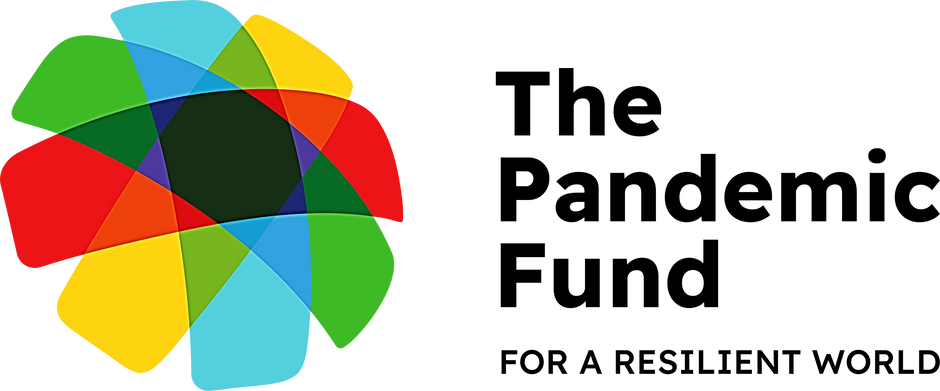 The
Pandemic
Fund
FOR A RESILIENT WORLD